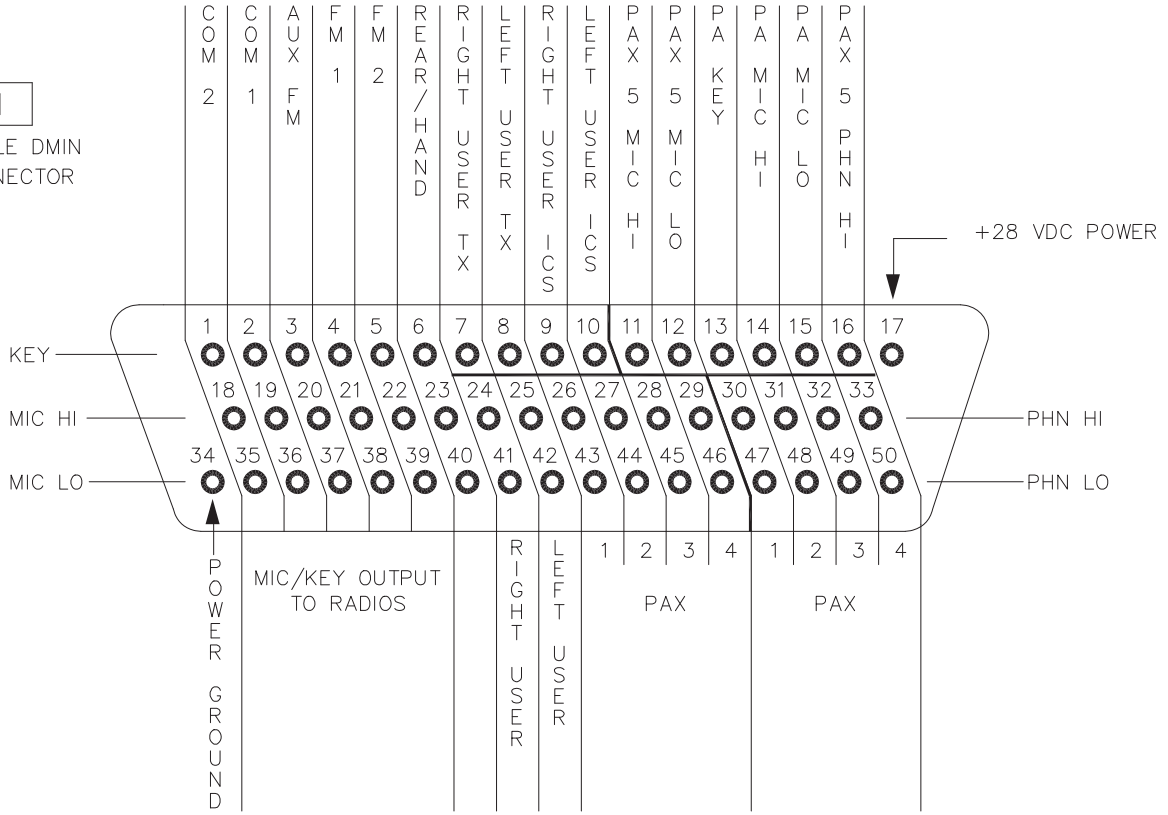 COM 2
COM 1
AUX FM
FM 1
FM 2
REAR/HAND
RIGHT USER TX
LEFT USER TX
RIGHT USER ICS
LEFT USER ICS
PAX 5 MIC HI
PAX 5 MIC LO
PA KEY
PA MIC HI
PA MIC LO
PAX 5 PHN HI
DMIN
+28 VDC POWER
1 2 3 4 5 6 7 8 9 10 11 12 13 14 15 16 17
KEY
18 19 20 21 22 23 24 25 26 27 28 29 30 31 32 33
MIC HI
PHN HI
34 35 36 37 38 39 40 41 42 43 44 45 46 47 48 49 50
MIC LO
PHN LO
POWER GROUND
MIC/KEY OUTPUT
TO RADIOS
RIGHT USER
LEFT USER
1 2 3 4
PAX
1 2 3 4
PAX